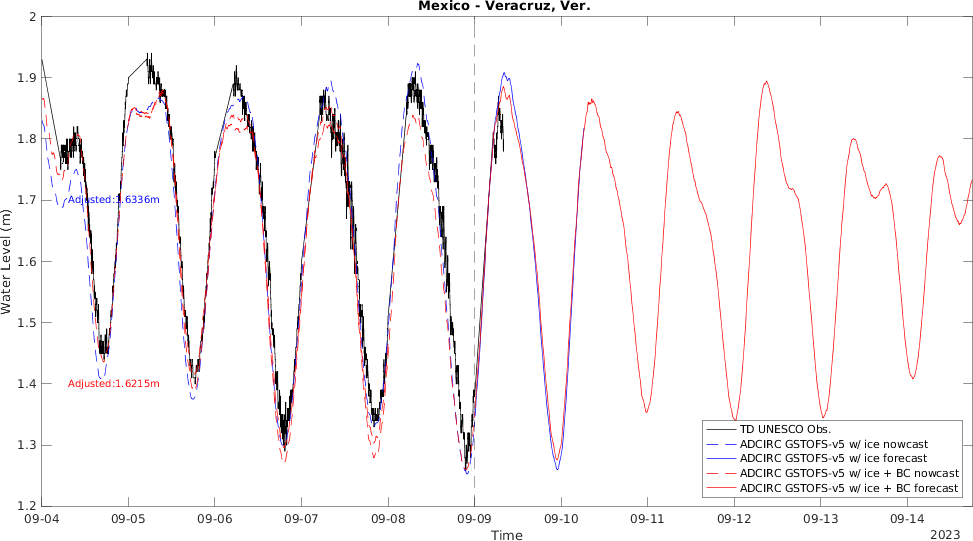 Mexico - Veracruz, Ver.
2
1.9
1.8
1.7
1.6
1.5
1.4
1.3
1.2
Water Level (m)
Adjusted:1.6336m
Adjusted:1.6215m
TD UNESCO Obs.
ADCIRC GSTOFS-v5 w/ ice nowcast
ADCIRC GSTOFS-v5 w/ ice forecast
ADCIRC GSTOFS-v5 w/ ice + BC nowcast
ADCIRC GSTOFS-v5 w/ ice + BC forecast
09-04 09-05 09-06 09-07 09-08 09-09 09-10 09-11 09-12 09-13 09-14
Time
2023